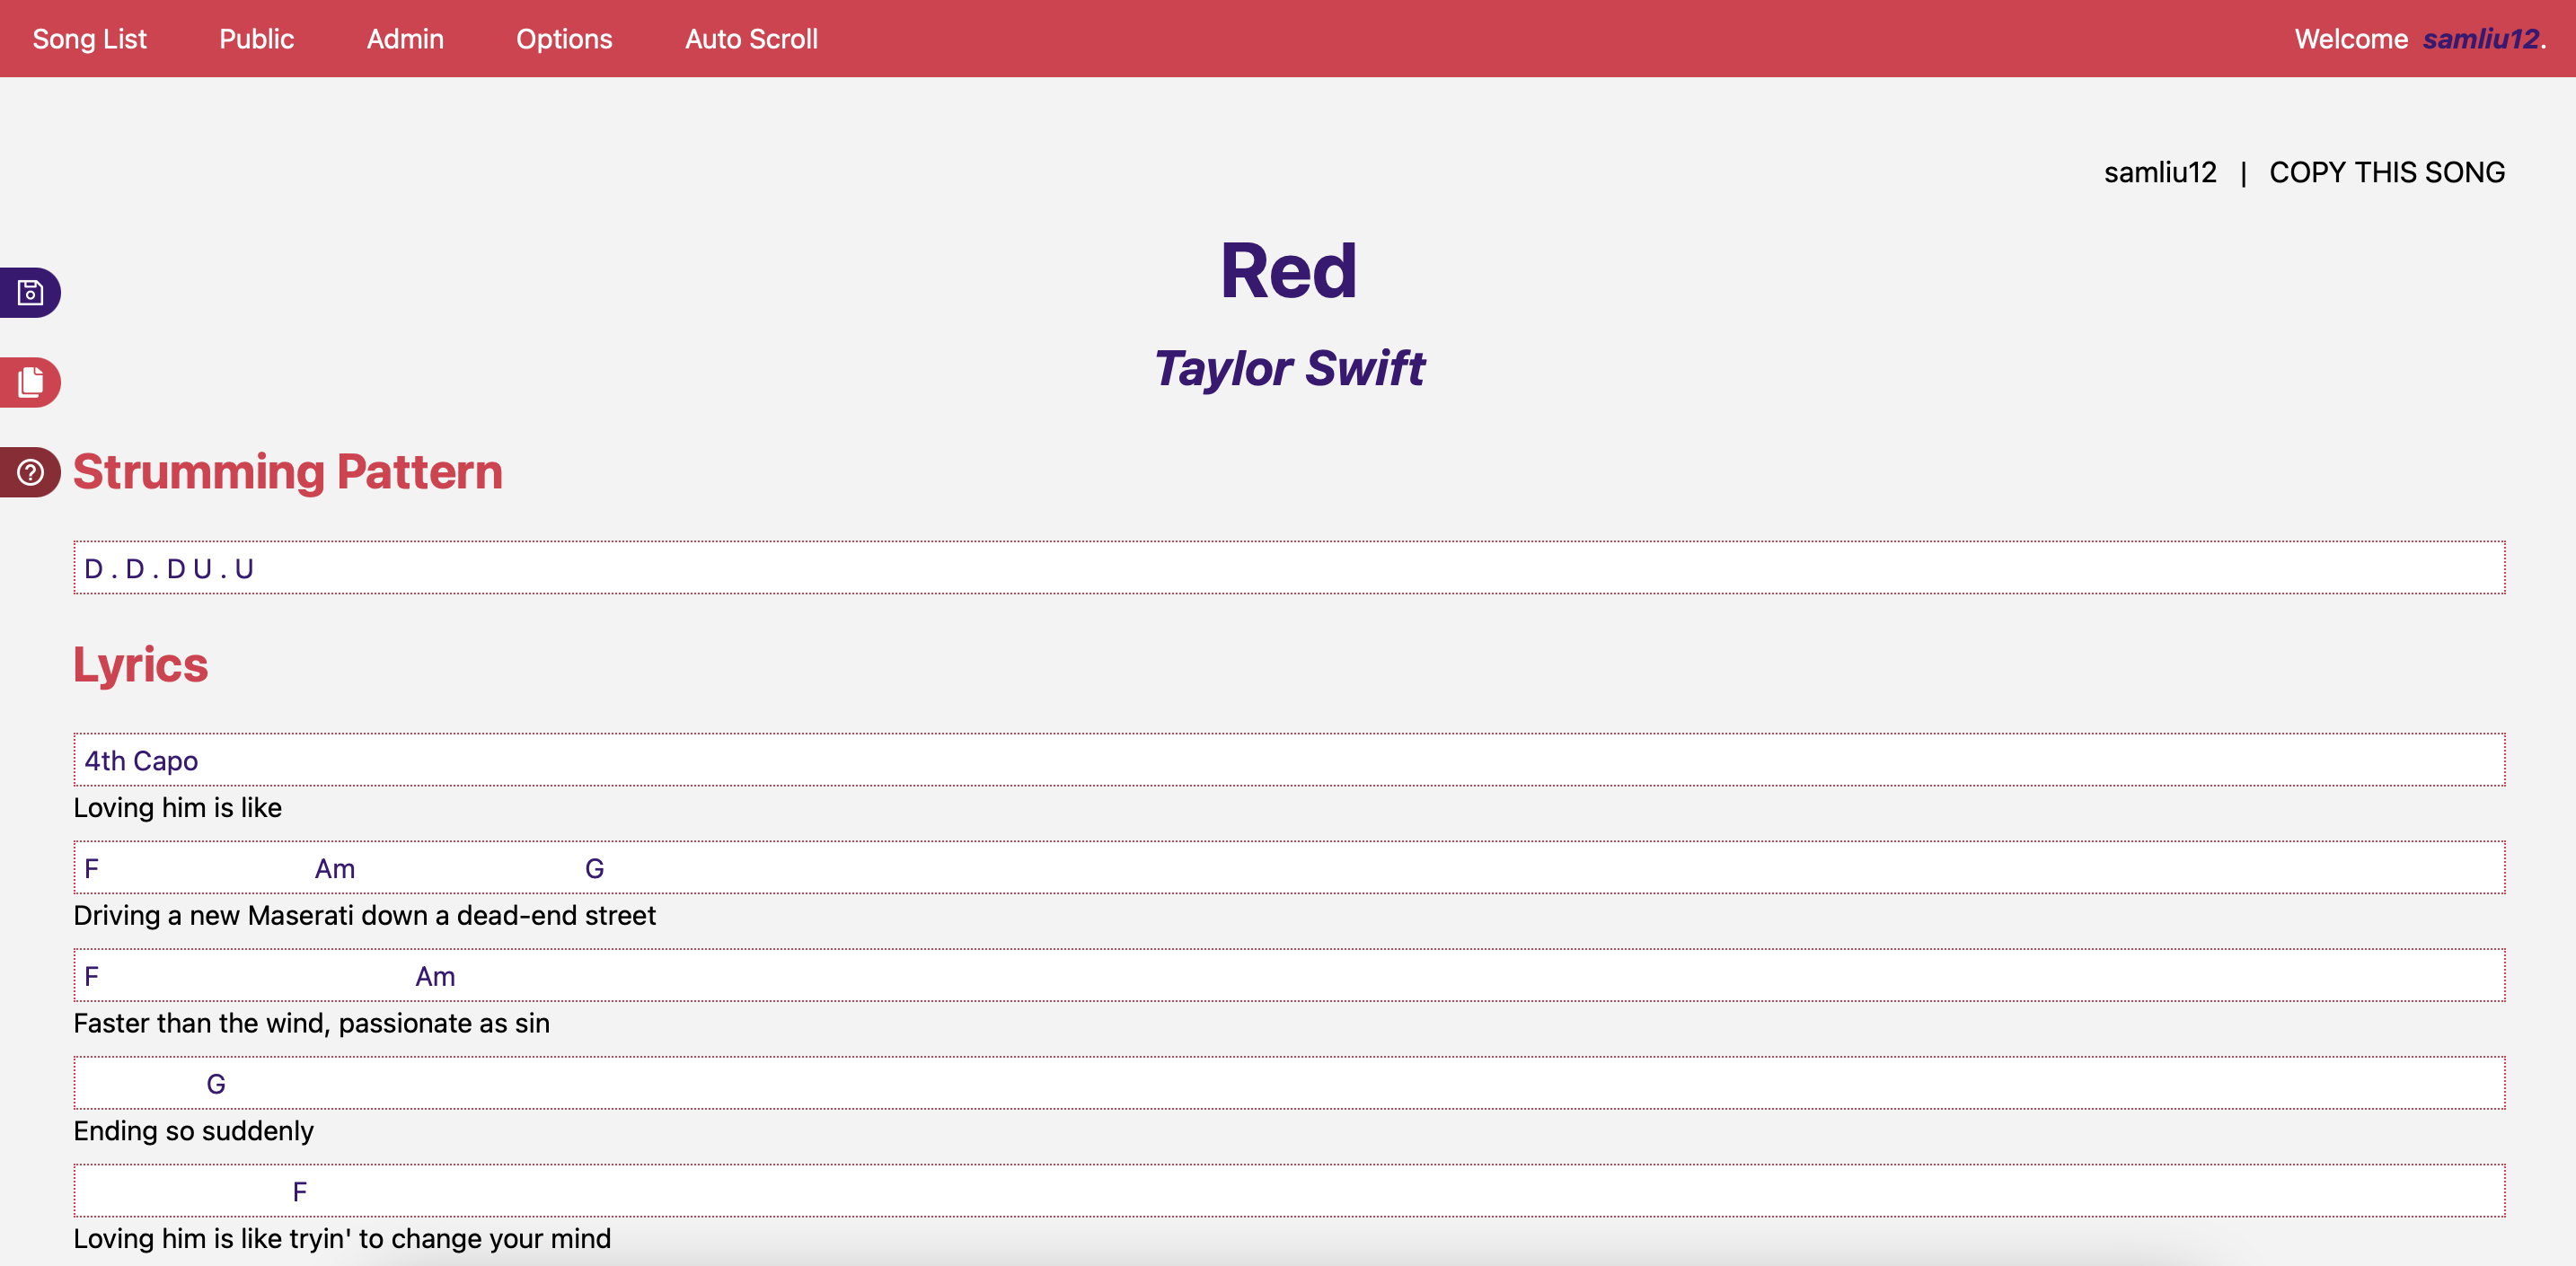 Song List Public Admin Options Auto Scroll Welcome samliu12.
samliu12 | COPY THIS SONG
Red
Taylor Swift
Strumming Pattern
D . D . D U . U
Lyrics
4th Capo
Loving him is like
F Am G
Driving a new Maserati down a dead-end street
F Am
Faster than the wind, passionate as sin
G
Ending so suddenly
F
Loving him is like tryin' to change your mind